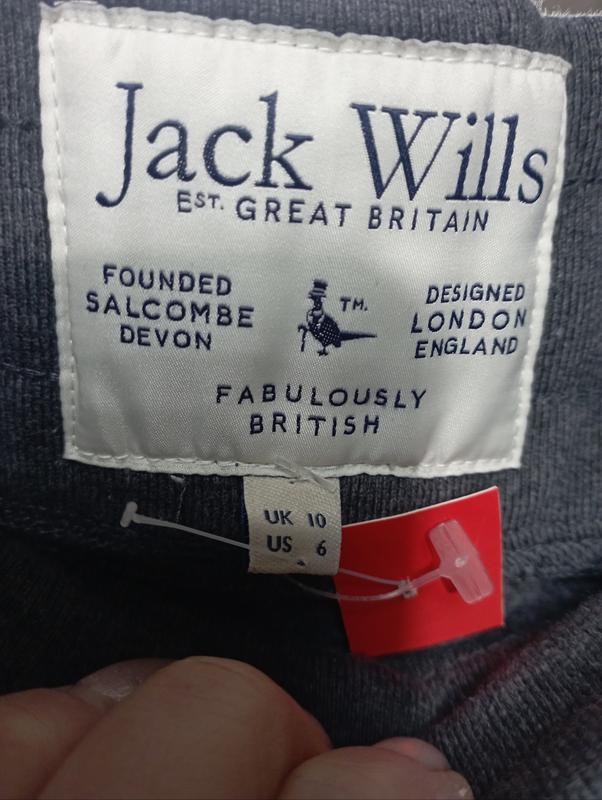 Jack Wills
EST. GREAT BRITAIN
FOUNDED
SALCOMBE
DEVON
TM.
DESIGNED
LONDON
ENGLAND
FABULOUSLY
BRITISH
UK 10
US 6